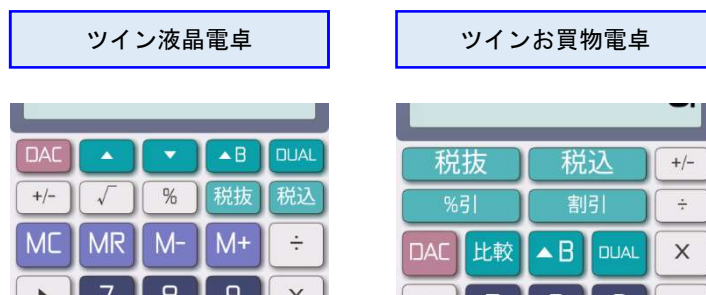 ツイン液晶電卓
ツインお買物電卓
DAC ▲ ▼ ▲B DUAL
+/- √ % 税抜 税込
MC MR M- M+ ÷
税抜 税込 +/-
%引 割引 ÷
DAC 比較 ▲B DUAL X